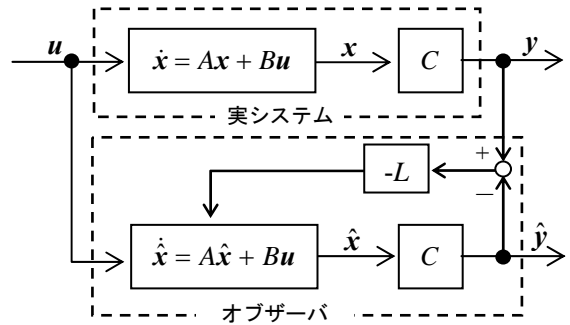 u
ẋ = Ax + Bu
x
C
y
実システム
+
-L
−
x̂̇ = Ax̂ + Bu
x̂
C
ŷ
オブザーバ